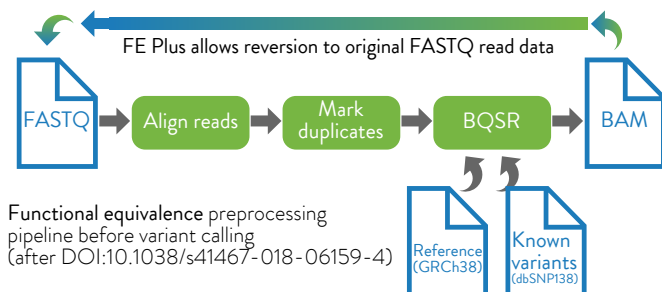 FE Plus allows reversion to original FASTQ read data
FASTQ
Align reads
Mark
duplicates
BQSR
BAM
Functional equivalence preprocessing
pipeline before variant calling
(after DOI:10.1038/s41467-018-06159-4)
Reference
(GRCh38)
Known
variants
(dbSNP138)